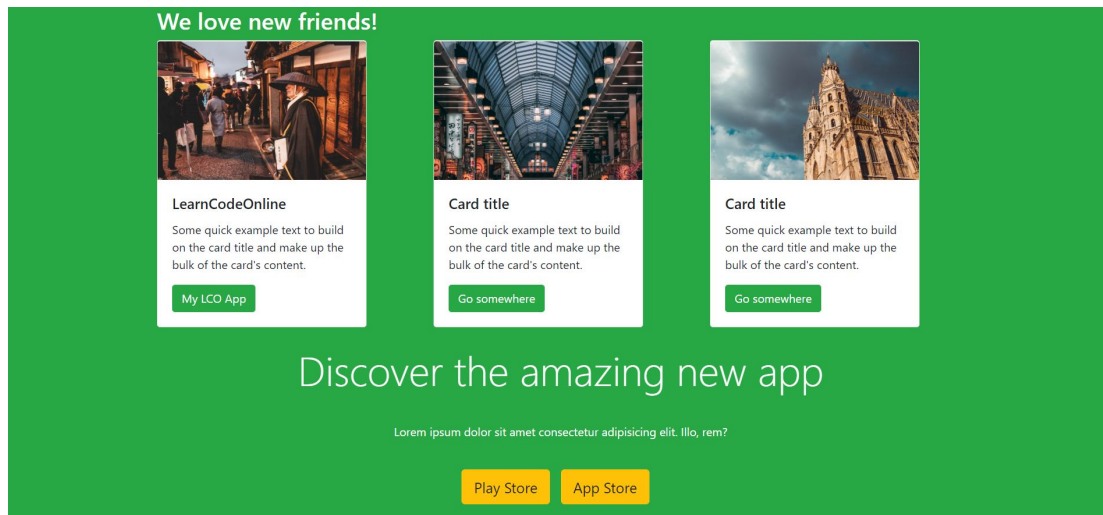 We love new friends!
LearnCodeOnline
Some quick example text to build
on the card title and make up the
bulk of the card's content.
My LCO App
Card title
Some quick example text to build
on the card title and make up the
bulk of the card's content.
Go somewhere
Card title
Some quick example text to build
on the card title and make up the
bulk of the card's content.
Go somewhere
Discover the amazing new app
Lorem ipsum dolor sit amet consectetur adipisicing elit. Illo, rem?
Play Store
App Store